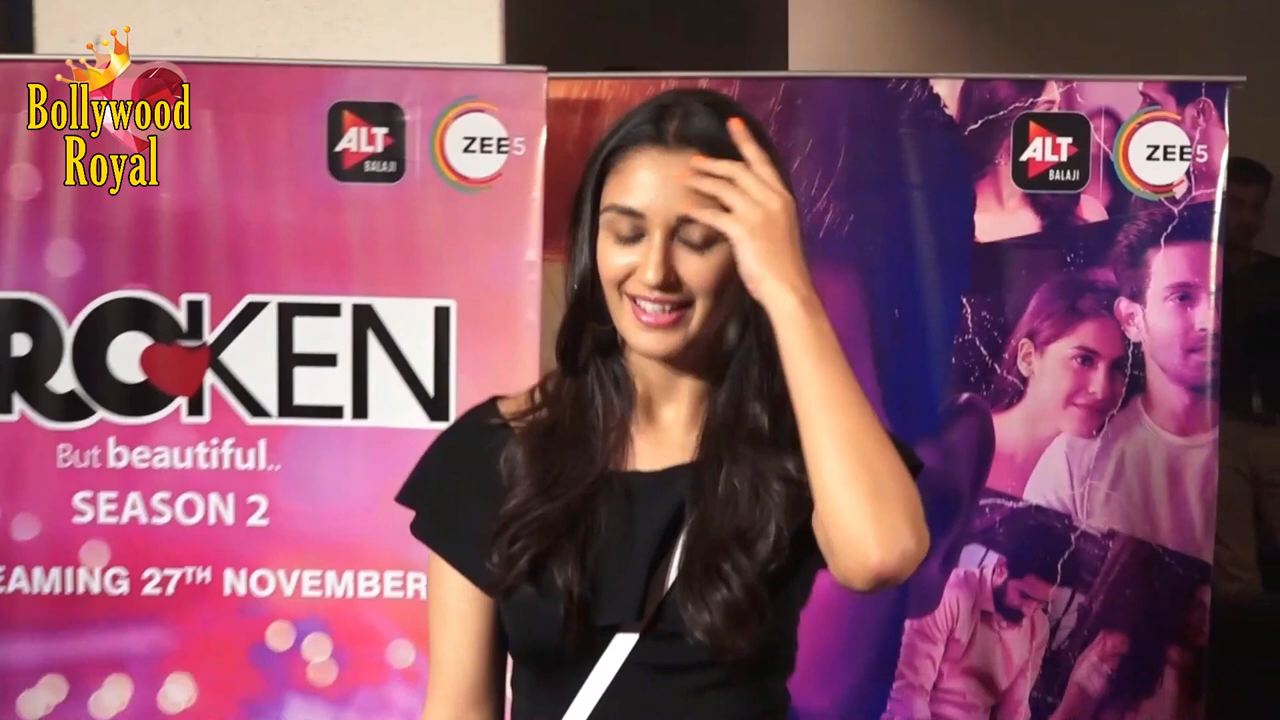 Bollywood
Royal
ALT
BALAJI
ZEE5
ALT
BALAJI
ZEE5
ROKEN
But beautiful..
SEASON 2
EAMING 27TH NOVEMBER